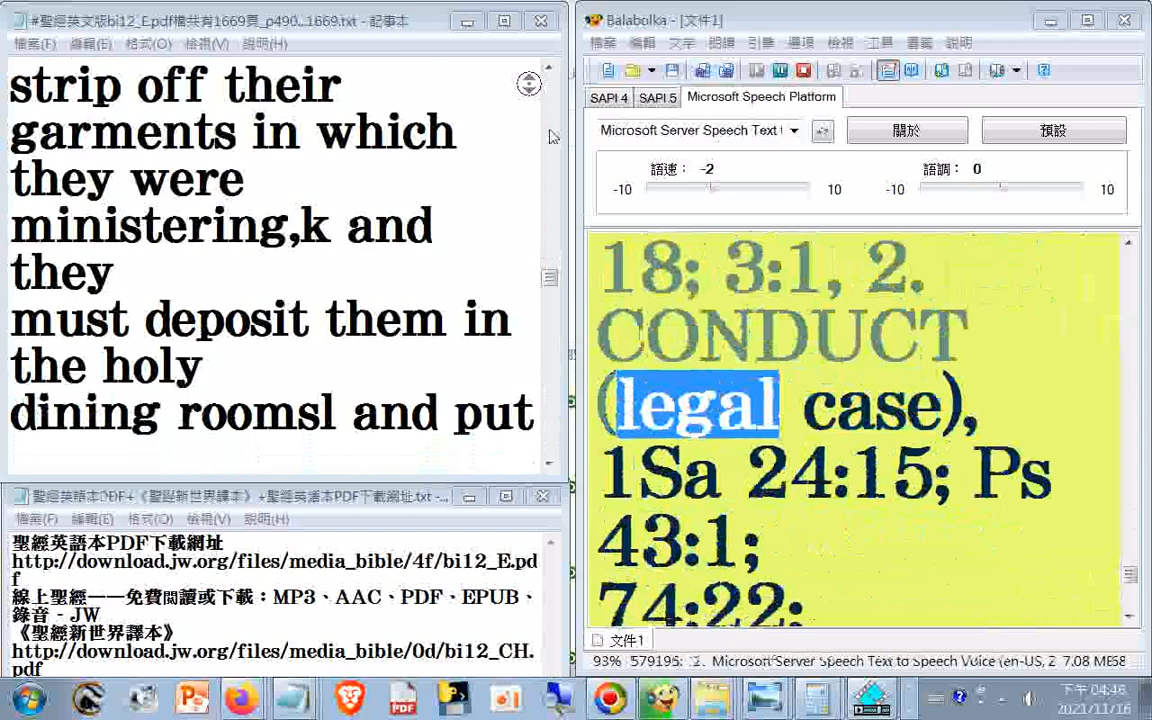 #聖經英文版bi12_E.pdf檔共有1669頁_p490...1669.txt - 記事本
檔案(F) 編輯(E) 格式(O) 檢視(V) 說明(H)
strip off their
garments in which
they were
ministering,k and
they
must deposit them in
the holy
dining roomsl and put
聖經英語本PDF+《聖經新世界譯本》+聖經英語本PDF下載網址.txt -...
檔案(F) 編輯(E) 格式(O) 檢視(V) 說明(H)
聖經英語本PDF下載網址
http://download.jw.org/files/media_bible/4f/bi12_E.pd
f
線上聖經——免費閱讀或下載：MP3、AAC、PDF、EPUB、
錄音 - JW
《聖經新世界譯本》
http://download.jw.org/files/media_bible/0d/bi12_CH.
pdf
Balabolka - [文件1]
檔案 編輯 文字 朗讀 引擎 選項 檢視 工具 書籤 說明
SAPI 4 SAPI 5 Microsoft Speech Platform
Microsoft Server Speech Text t 關於 預設
語速： -2 語調： 0
-10 10 -10 10
18; 3:1, 2.
CONDUCT
(legal case),
1Sa 24:15; Ps
43:1;
74:22;
文件1
93% 579195: 2. Microsoft Server Speech Text to Speech Voice (en-US, 2 7.08 MB
下午 04:46
2021/11/16